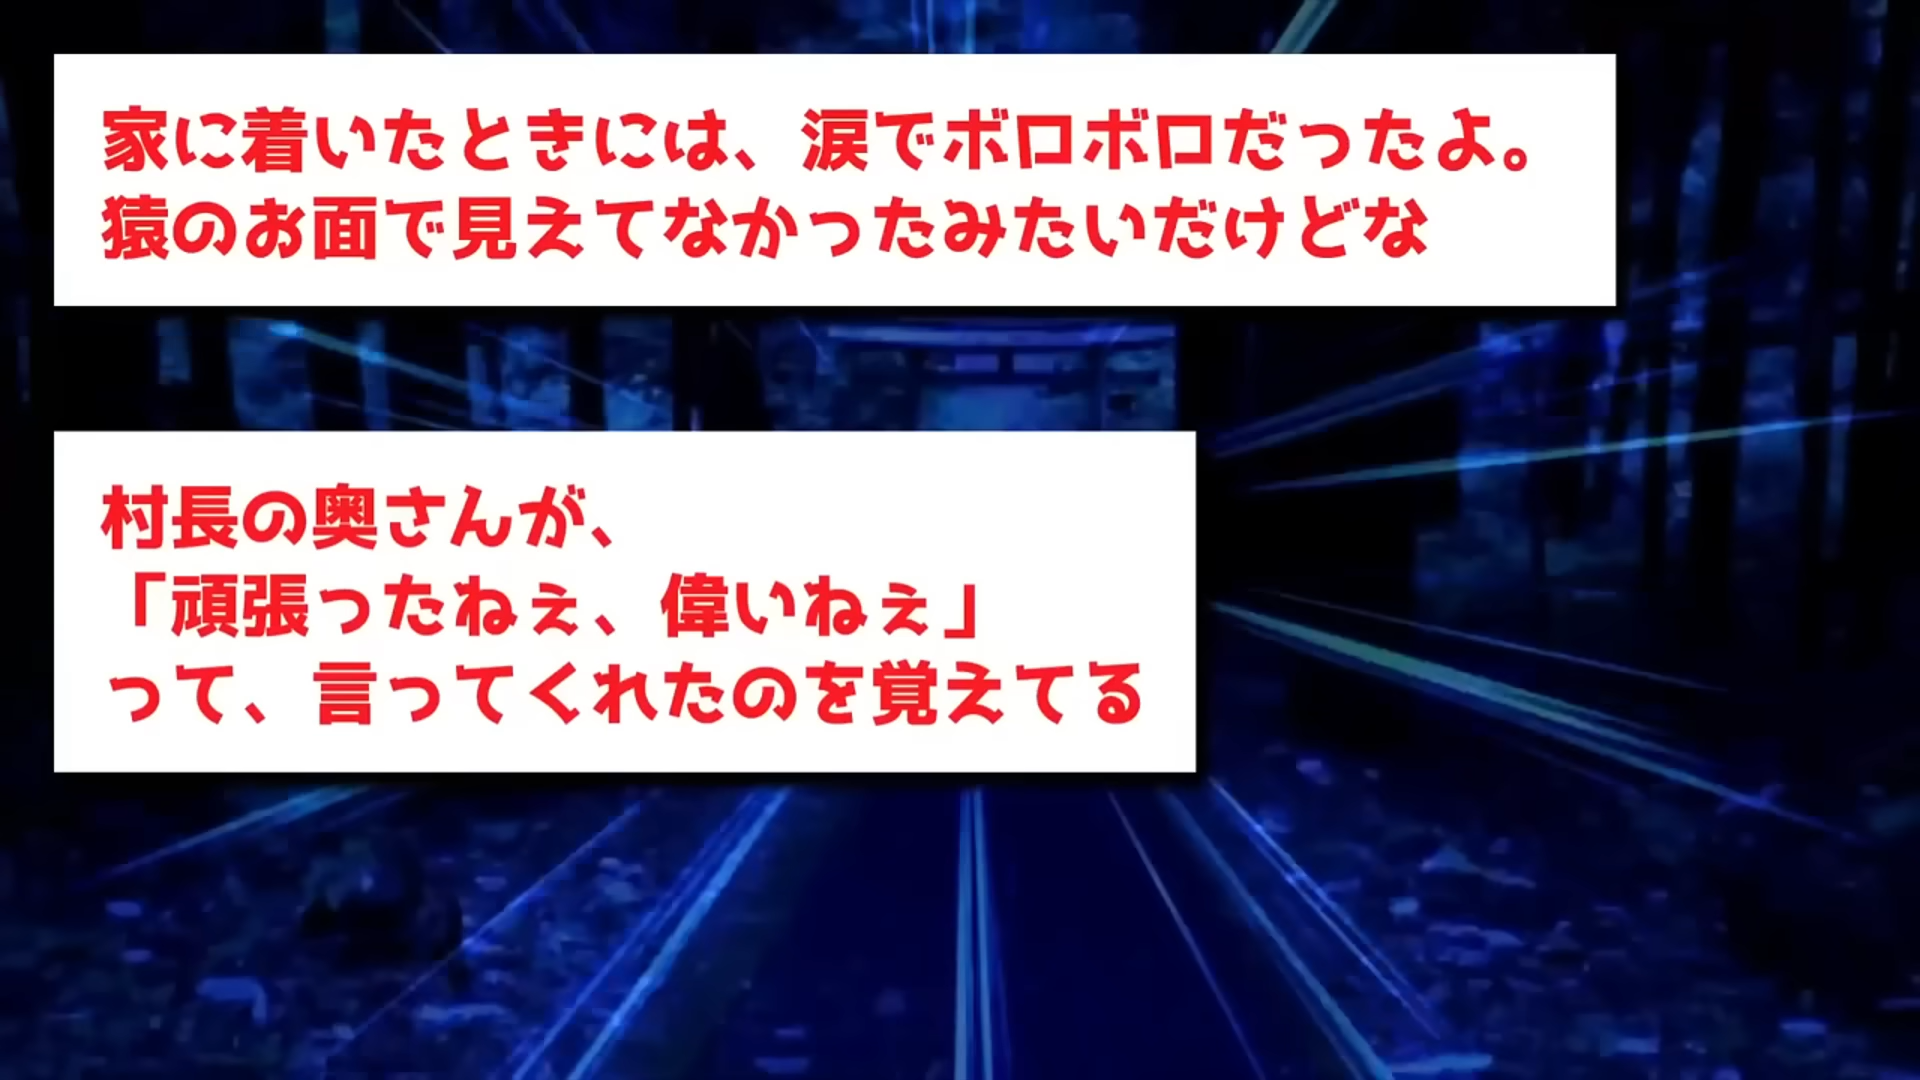 家に着いたときには、涙でボロボロだったよ。
猿のお面で見えてなかったみたいだけどな
村長の奥さんが、
「頑張ったねぇ、偉いねぇ」
って、言ってくれたのを覚えてる